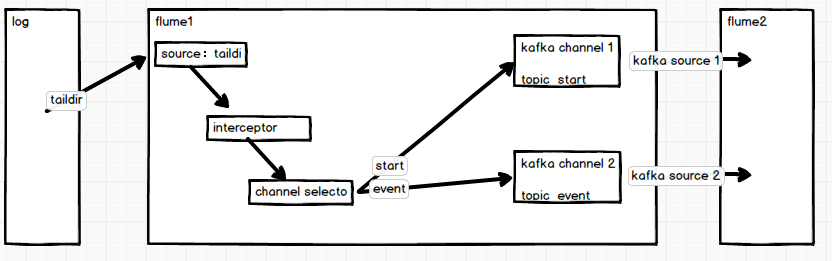 log
flume1
flume2
source: taildi
kafka channel 1
topic_start
kafka source 1
taildir
interceptor
start
kafka channel 2
topic_event
kafka source 2
channel selecto
event